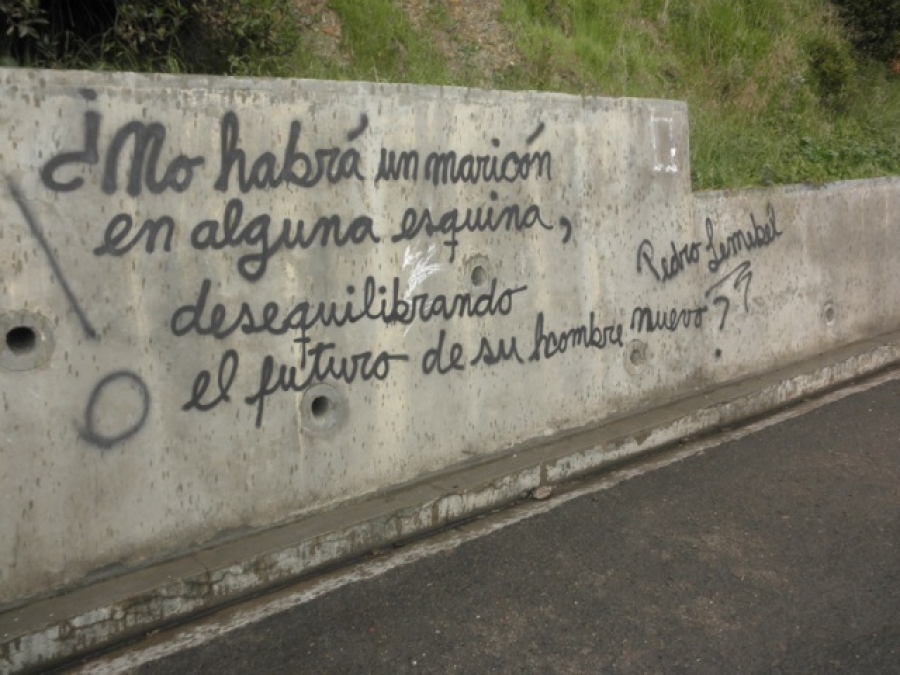 ¿No habrá un maricón
en alguna esquina,
desequilibrando
el futuro de su hombre nuevo?
Pedro Lemebel